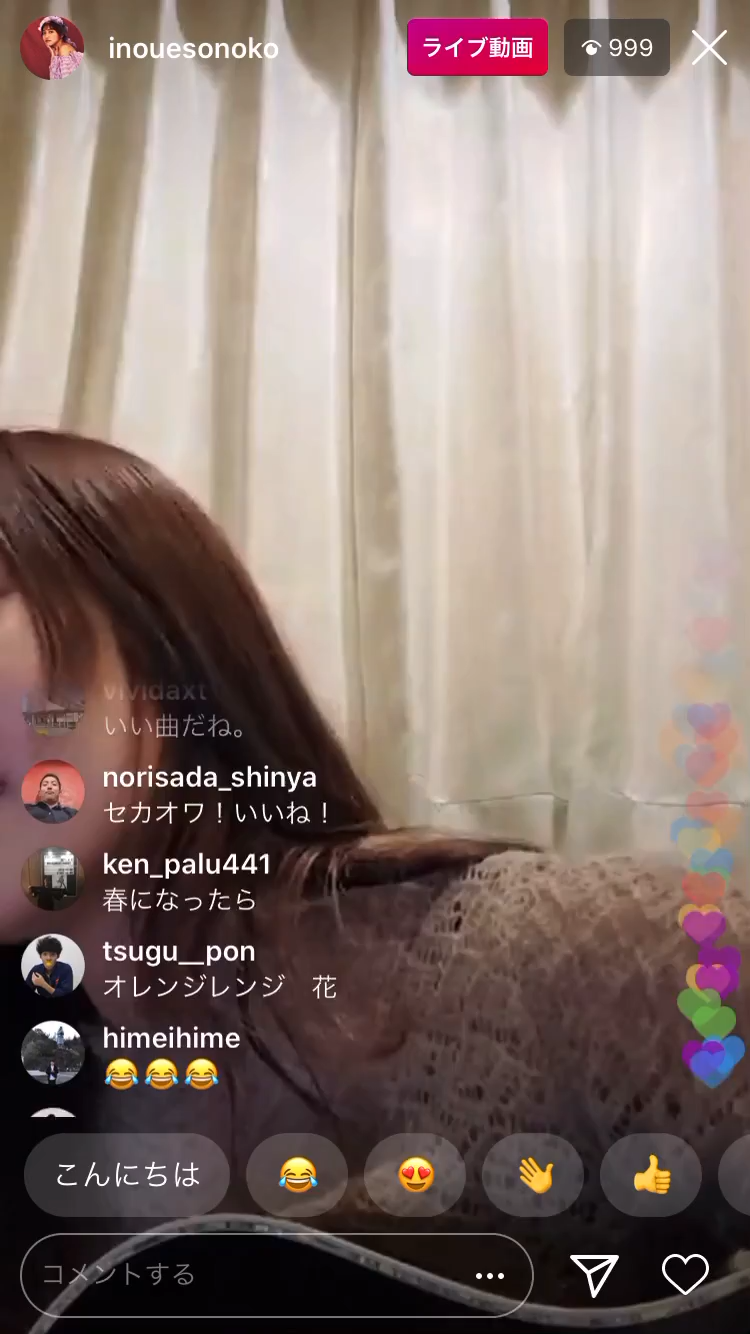 inouesonoko
ライブ動画
999
vividaxt
いい曲だね。
norisada_shinya
セカオワ！いいね！
ken_palu441
春になったら
tsugu__pon
オレンジレンジ　花
himeihime
😂😂😂
こんにちは
コメントする